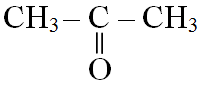 CH₃ – C – CH₃
||
O